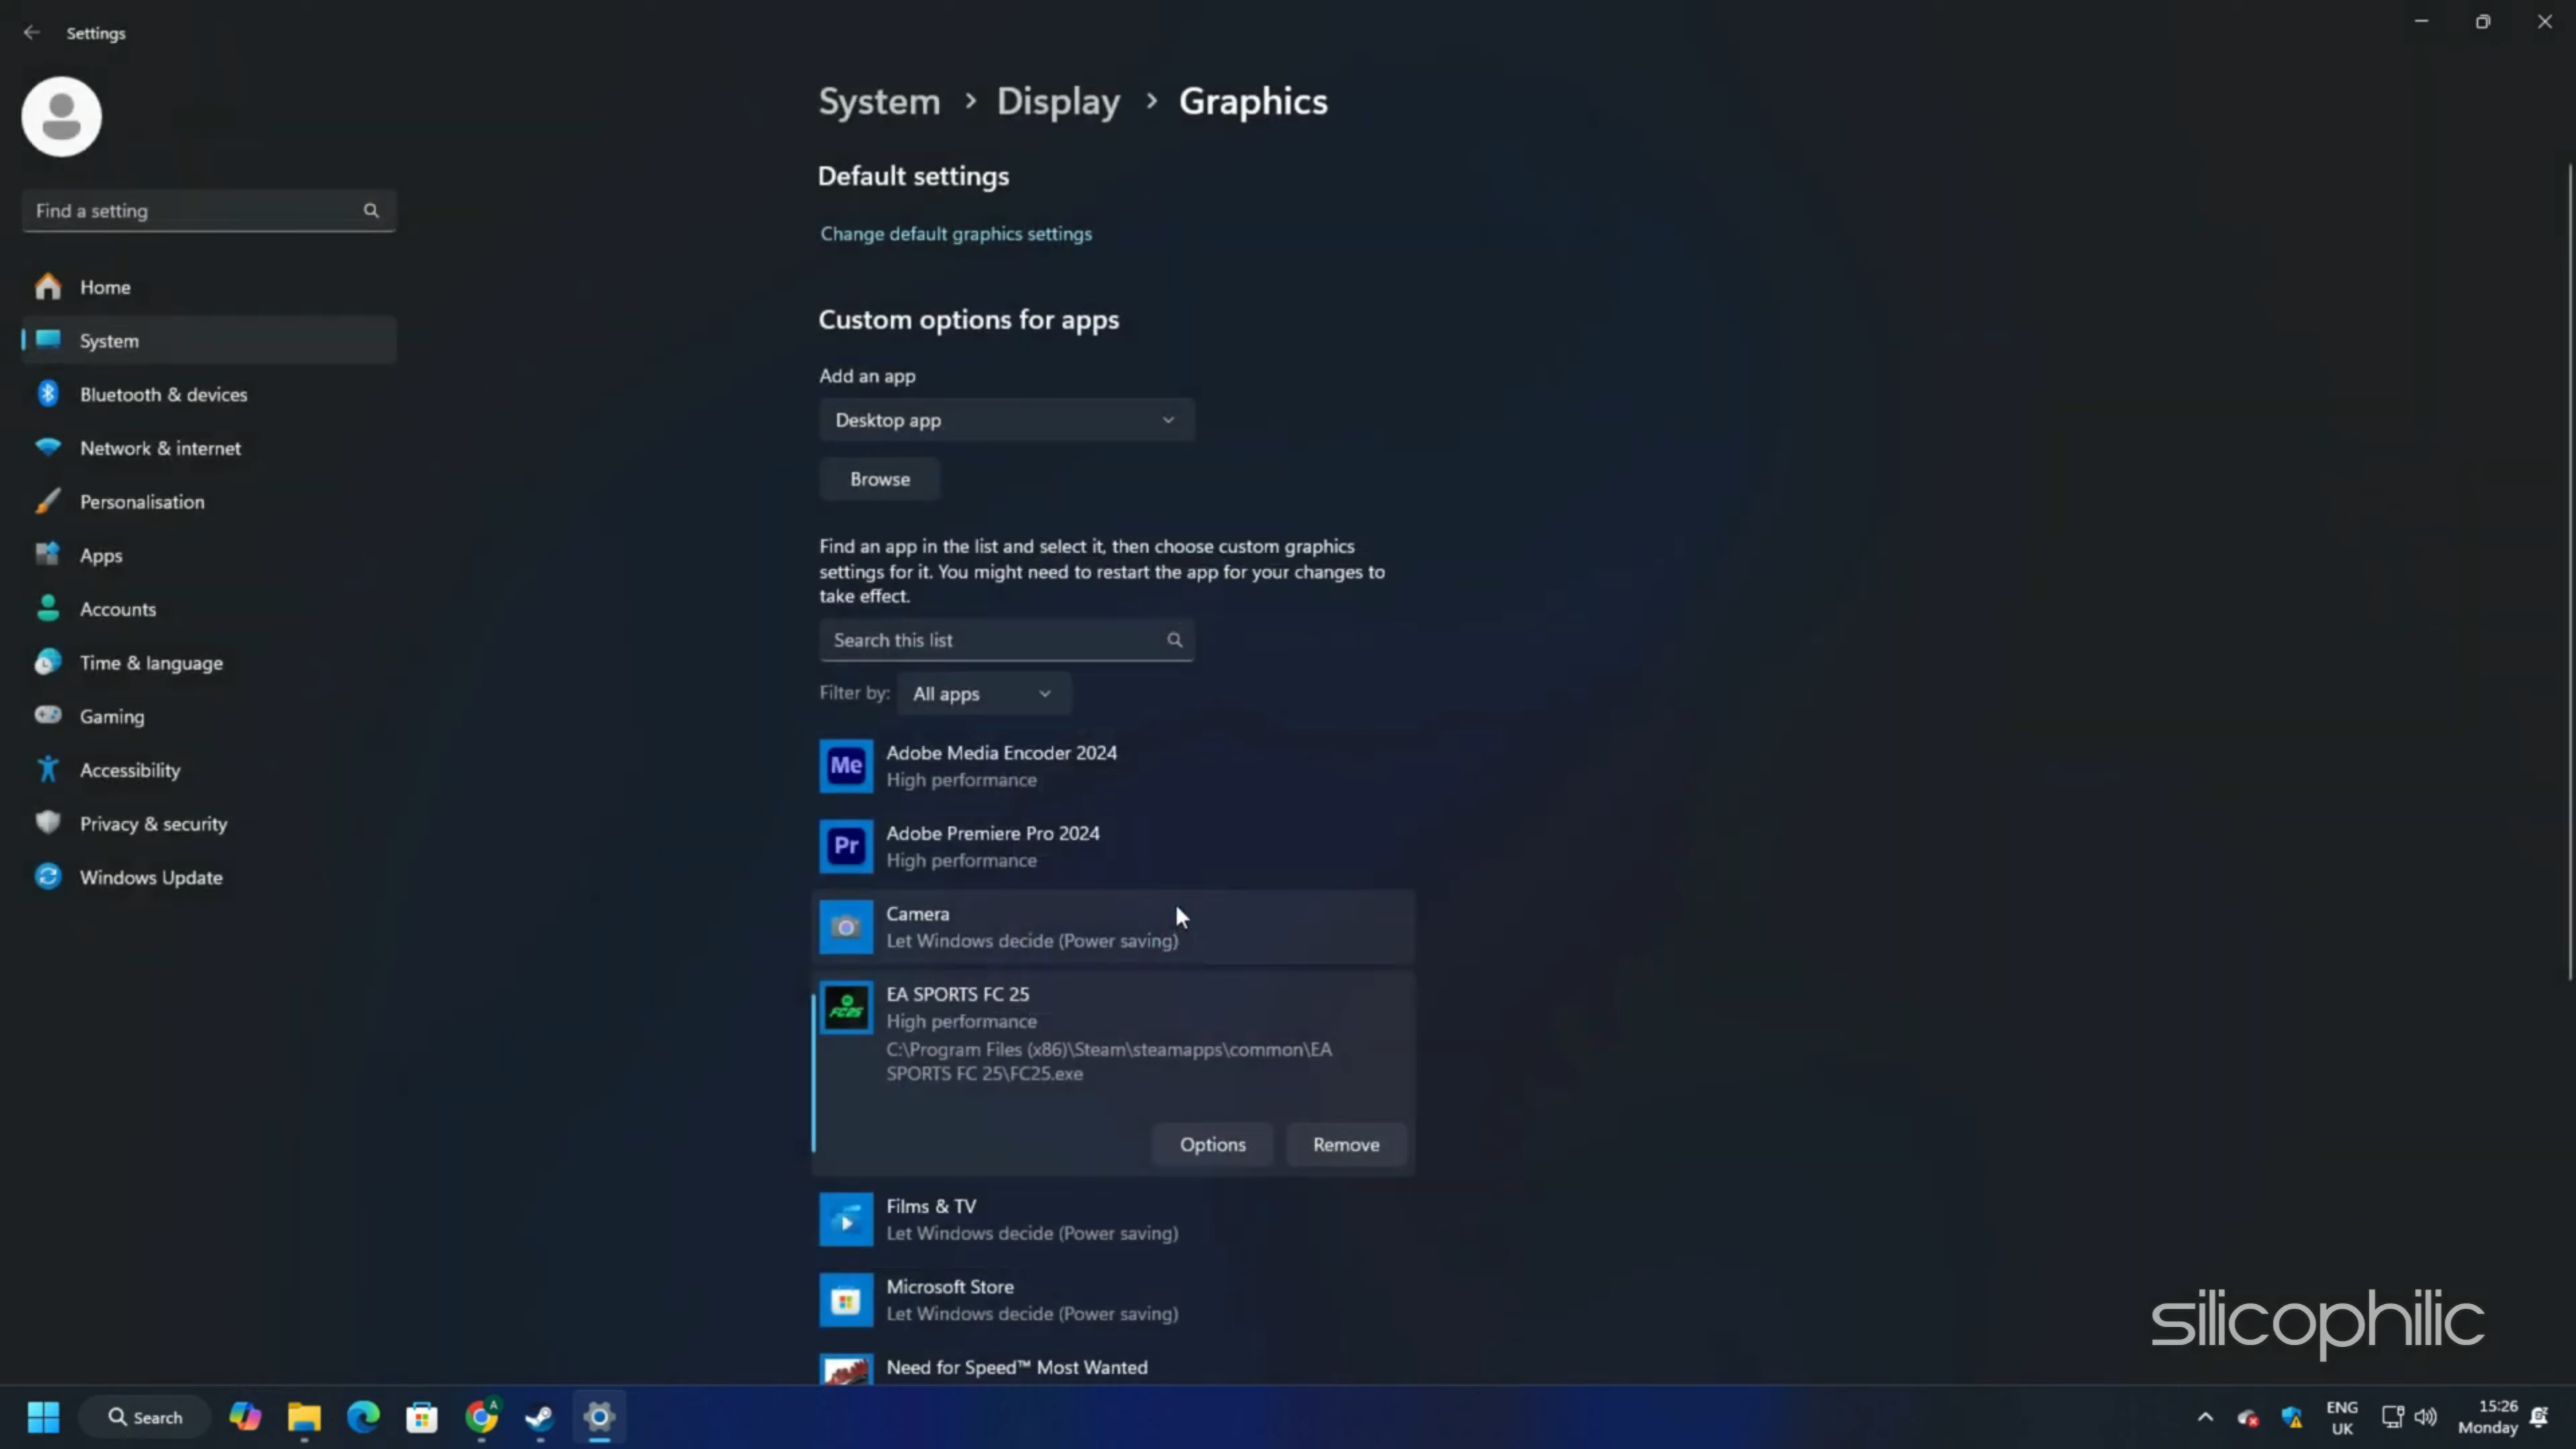 Settings
System > Display > Graphics
Default settings
Find a setting
Change default graphics settings
Home
Custom options for apps
System
Add an app
Bluetooth & devices
Desktop app
Network & internet
Browse
Personalisation
Find an app in the list and select it, then choose custom graphics
Apps
settings for it. You might need to restart the app for your changes to
take effect.
Accounts
Search this list
Time & language
Filter by: All apps
Gaming
Me
Adobe Media Encoder 2024
High performance
Accessibility
Pr
Adobe Premiere Pro 2024
High performance
Privacy & security
Windows Update
Camera
Let Windows decide (Power saving)
FC25
EA SPORTS FC 25
High performance
C:\Program Files (x86)\Steam\steamapps\common\EA
SPORTS FC 25\FC25.exe
Options
Remove
Films & TV
Let Windows decide (Power saving)
Microsoft Store
Let Windows decide (Power saving)
Need for Speed™ Most Wanted
silicophilic
Search
A
ENG
UK
15:26
Monday